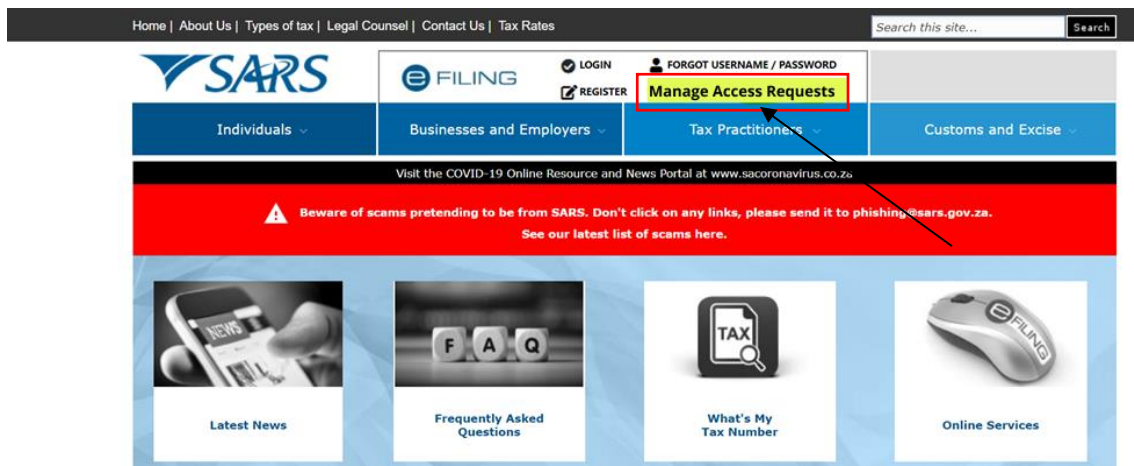 Home | About Us | Types of tax | Legal Counsel | Contact Us | Tax Rates
Search this site...
Search
SARS
e FILING
LOGIN
FORGOT USERNAME / PASSWORD
REGISTER
Manage Access Requests
Individuals
Businesses and Employers
Tax Practitioners
Customs and Excise
Visit the COVID-19 Online Resource and News Portal at www.sacoronavirus.co.za
Beware of scams pretending to be from SARS. Don't click on any links, please send it to phishing@sars.gov.za.
See our latest list of scams here.
NEWS
F A Q
TAX
e FILING
Latest News
Frequently Asked
Questions
What's My
Tax Number
Online Services